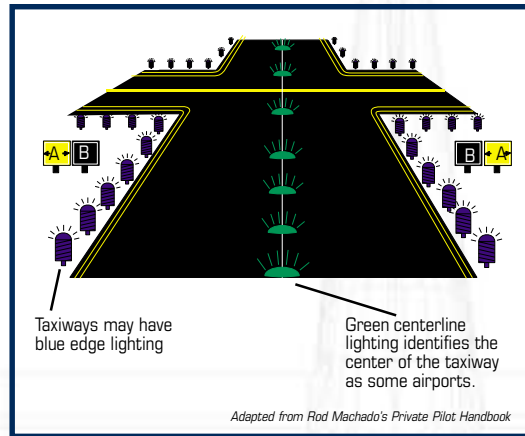 A B
B A
Taxiways may have
blue edge lighting
Green centerline
lighting identifies the
center of the taxiway
as some airports.
Adapted from Rod Machado's Private Pilot Handbook